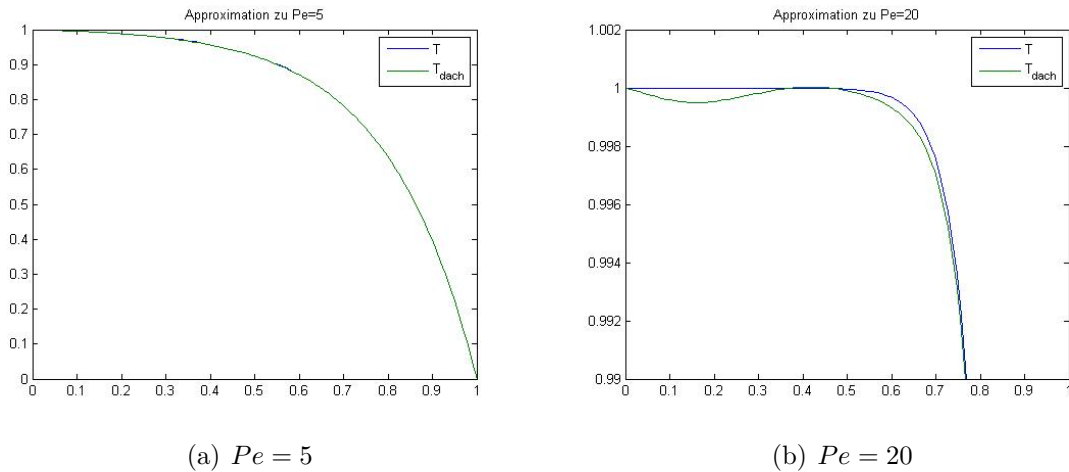 Approximation zu Pe=5
1
0.9
0.8
0.7
0.6
0.5
0.4
0.3
0.2
0.1
0
0 0.1 0.2 0.3 0.4 0.5 0.6 0.7 0.8 0.9 1
T
T_dach
Approximation zu Pe=20
1.002
1
0.998
0.996
0.994
0.992
0.99
0 0.1 0.2 0.3 0.4 0.5 0.6 0.7 0.8 0.9 1
T
T_dach
(a) Pe = 5
(b) Pe = 20